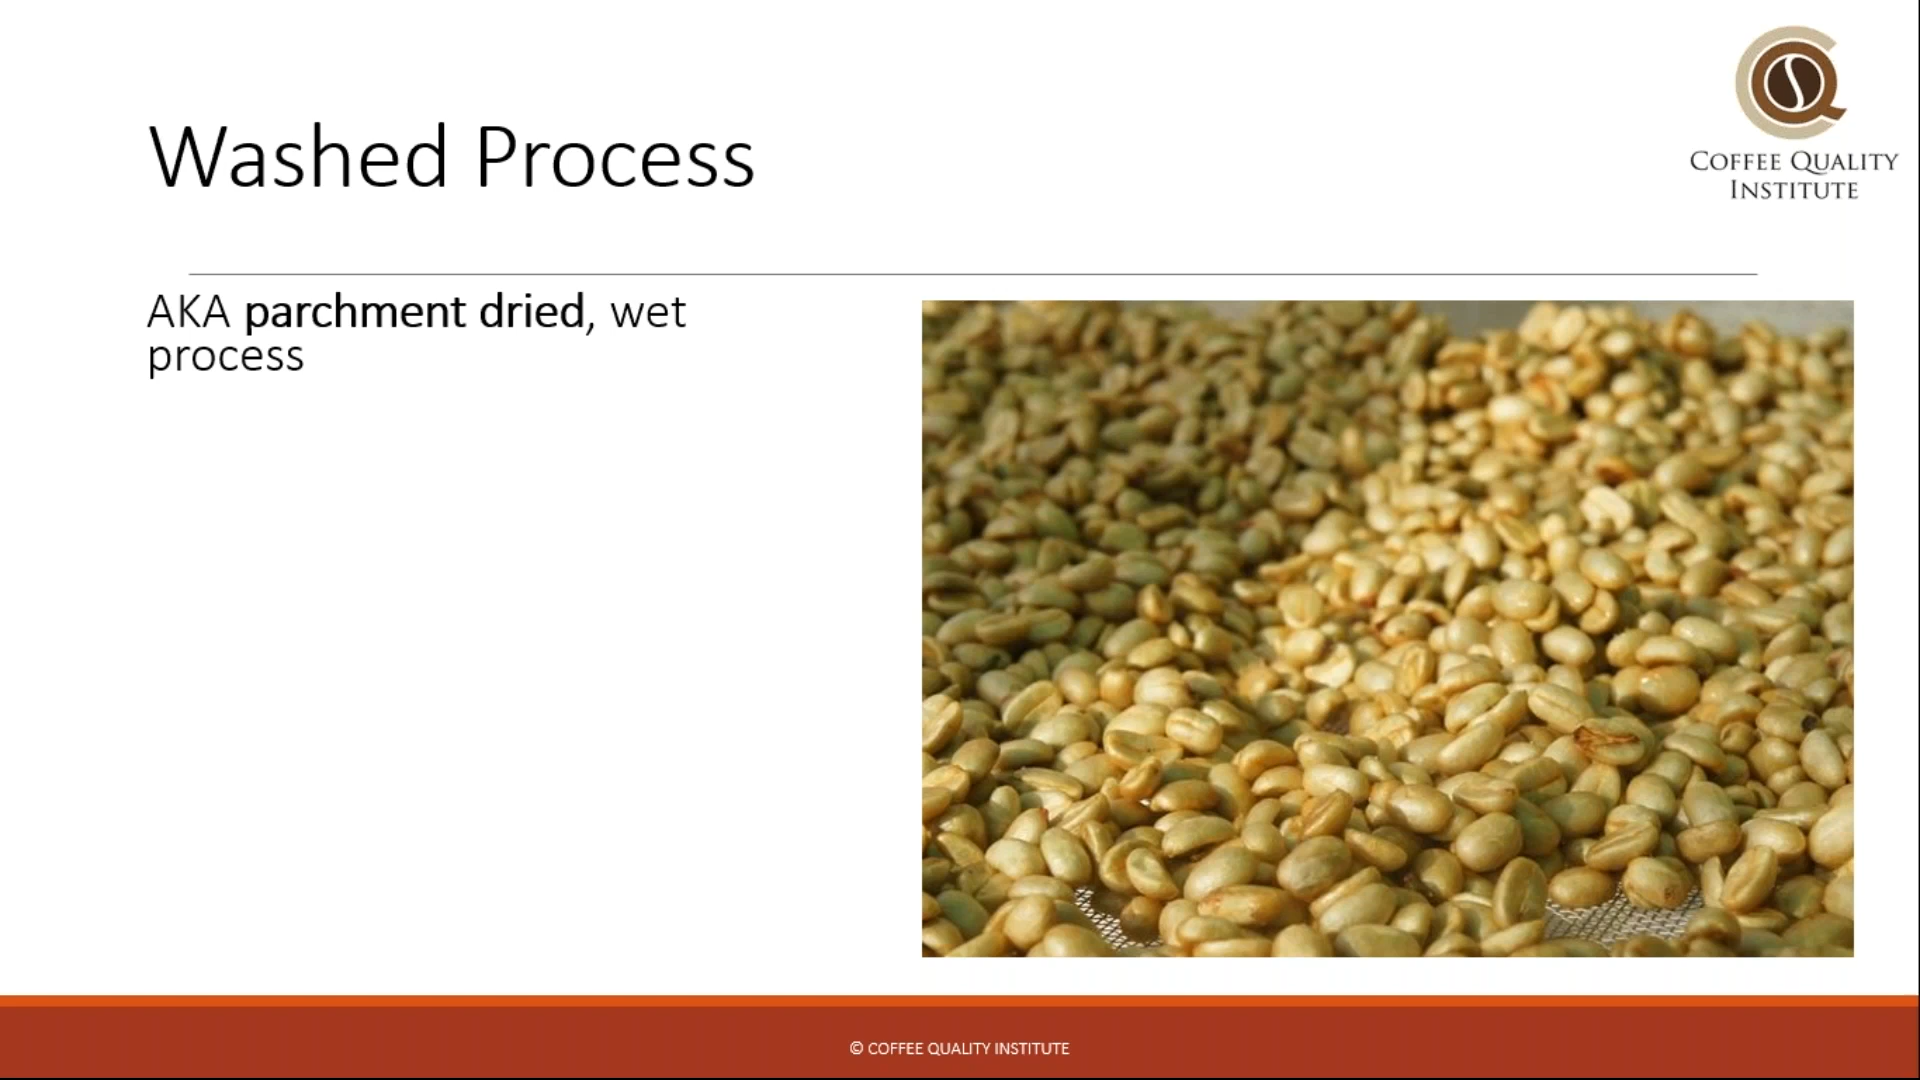 Washed Process
COFFEE QUALITY
INSTITUTE
AKA parchment dried, wet
process
© COFFEE QUALITY INSTITUTE